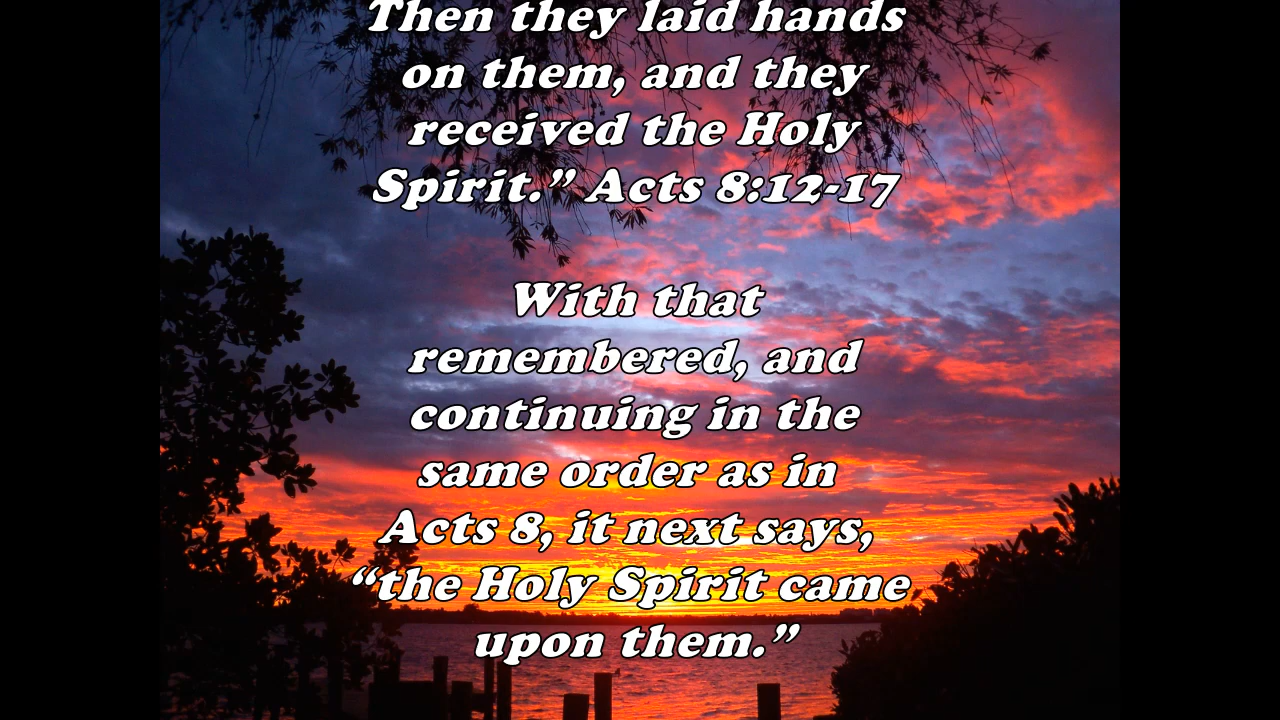 Then they laid hands
on them, and they
received the Holy
Spirit.” Acts 8:12-17
With that
remembered, and
continuing in the
same order as in
Acts 8, it next says,
“the Holy Spirit came
upon them.”